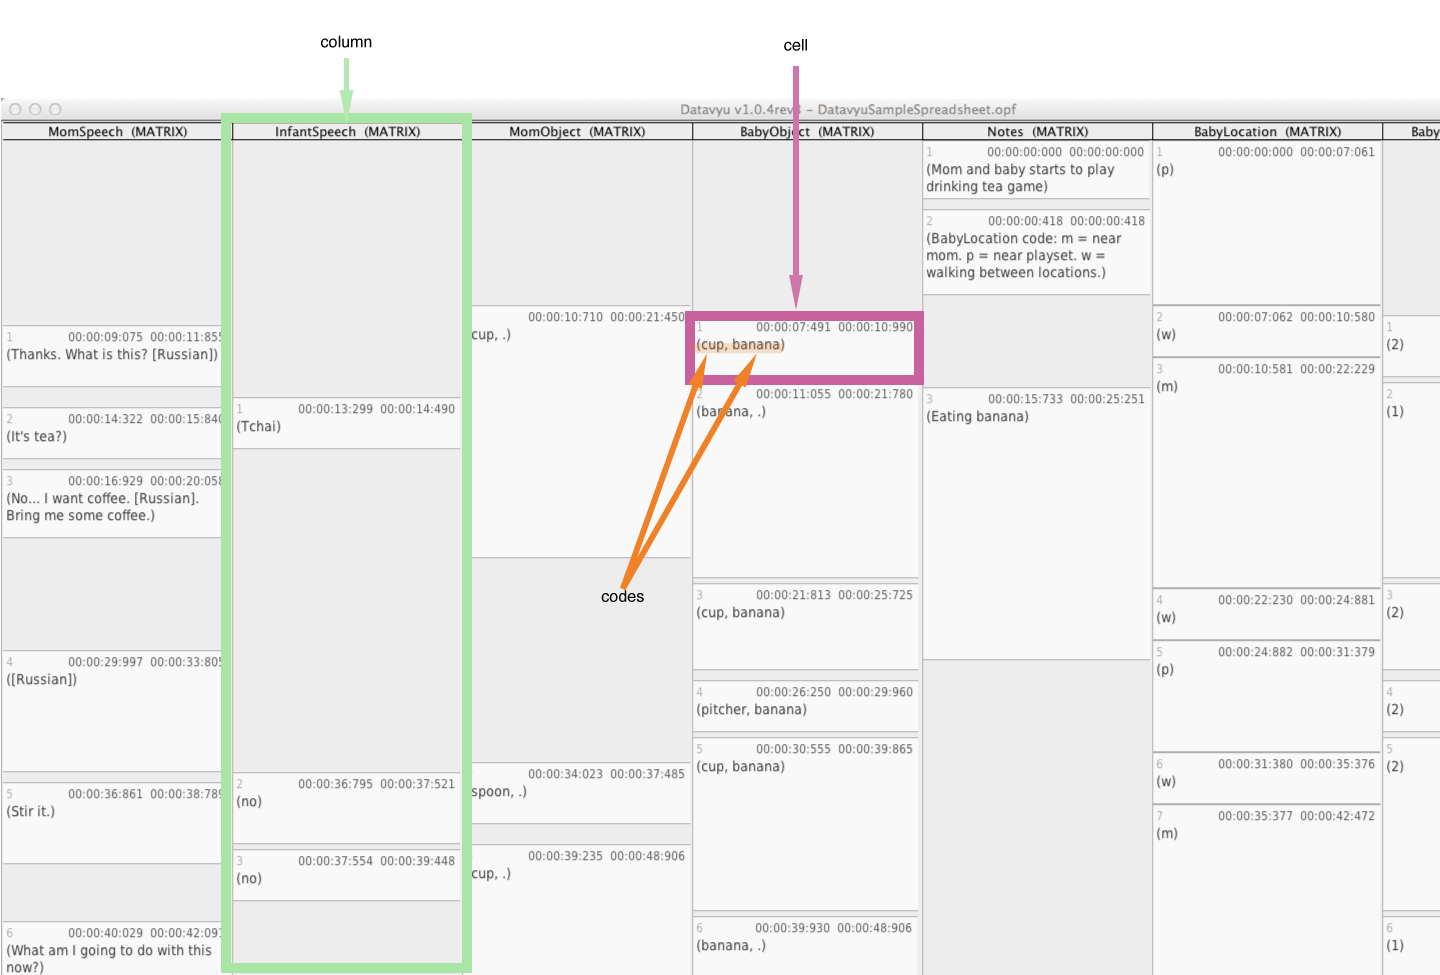 column
cell
Datavyu v1.0.4rev3 – DatavyuSampleSpreadsheet.opf
MomSpeech (MATRIX)
1 00:00:09:075 00:00:11:855
(Thanks. What is this? [Russian])
2 00:00:14:322 00:00:15:840
(It's tea?)
3 00:00:16:929 00:00:20:058
(No... I want coffee. [Russian].
Bring me some coffee.)
4 00:00:29:997 00:00:33:805
([Russian])
5 00:00:36:861 00:00:38:789
(Stir it.)
6 00:00:40:029 00:00:42:091
(What am I going to do with this
now?)
InfantSpeech (MATRIX)
1 00:00:13:299 00:00:14:490
(Tchai)
2 00:00:36:795 00:00:37:521
(no)
3 00:00:37:554 00:00:39:448
(no)
MomObject (MATRIX)
00:00:10:710 00:00:21:450
cup, .)
00:00:34:023 00:00:37:485
spoon, .)
00:00:39:235 00:00:48:906
cup, .)
BabyObject (MATRIX)
1 00:00:07:491 00:00:10:990
(cup, banana)
2 00:00:11:055 00:00:21:780
(banana, .)
codes
3 00:00:21:813 00:00:25:725
(cup, banana)
4 00:00:26:250 00:00:29:960
(pitcher, banana)
5 00:00:30:555 00:00:39:865
(cup, banana)
6 00:00:39:930 00:00:48:906
(banana, .)
Notes (MATRIX)
1 00:00:00:000 00:00:00:000
(Mom and baby starts to play
drinking tea game)
2 00:00:00:418 00:00:00:418
(BabyLocation code: m = near
mom. p = near playset. w =
walking between locations.)
3 00:00:15:733 00:00:25:251
(Eating banana)
BabyLocation (MATRIX)
1 00:00:00:000 00:00:07:061
(p)
2 00:00:07:062 00:00:10:580
(w)
3 00:00:10:581 00:00:22:229
(m)
4 00:00:22:230 00:00:24:881
(w)
5 00:00:24:882 00:00:31:379
(p)
6 00:00:31:380 00:00:35:376
(w)
7 00:00:35:377 00:00:42:472
(m)
Baby
1
(2)
2
(1)
3
(2)
4
(2)
5
(2)
6
(1)